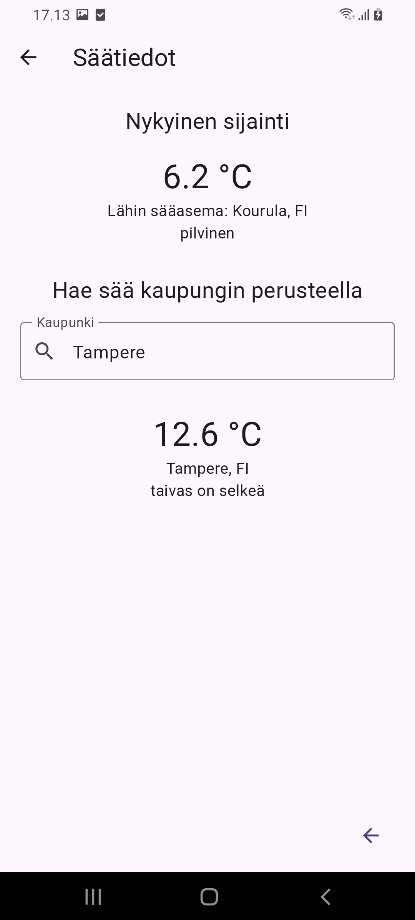 17.13
Säätiedot
Nykyinen sijainti
6.2 °C
Lähin sääasema: Kourula, FI
pilvinen
Hae sää kaupungin perusteella
Kaupunki
Tampere
12.6 °C
Tampere, FI
taivas on selkeä